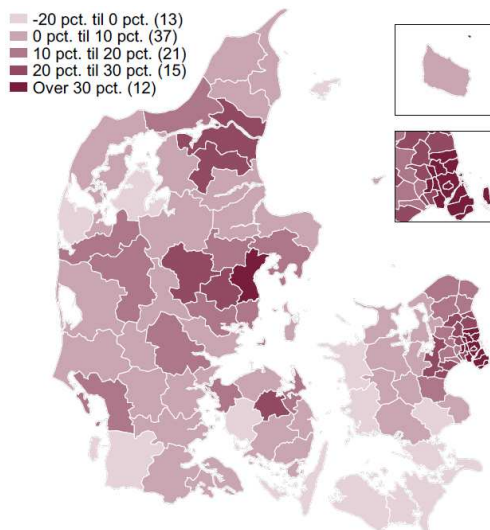 -20 pct. til 0 pct. (13)
0 pct. til 10 pct. (37)
10 pct. til 20 pct. (21)
20 pct. til 30 pct. (15)
Over 30 pct. (12)